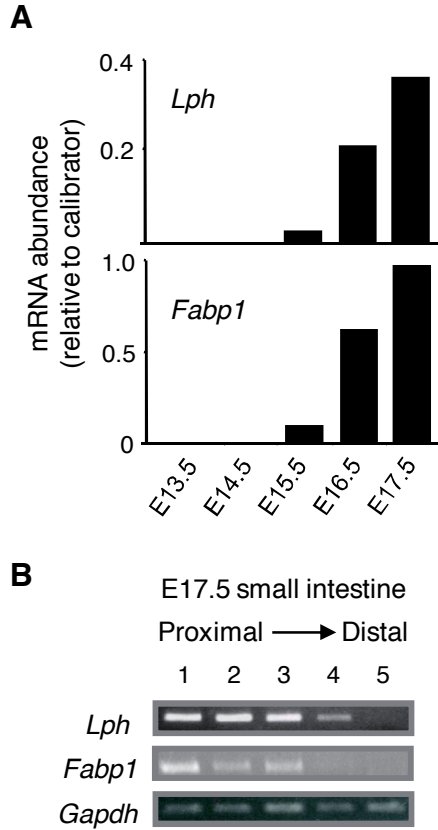 A
0.4
Lph
0.2
mRNA abundance
(relative to calibrator)
1.0
Fabp1
0.5
0
E13.5 E14.5 E15.5 E16.5 E17.5
B
E17.5 small intestine
Proximal → Distal
1 2 3 4 5
Lph
Fabp1
Gapdh